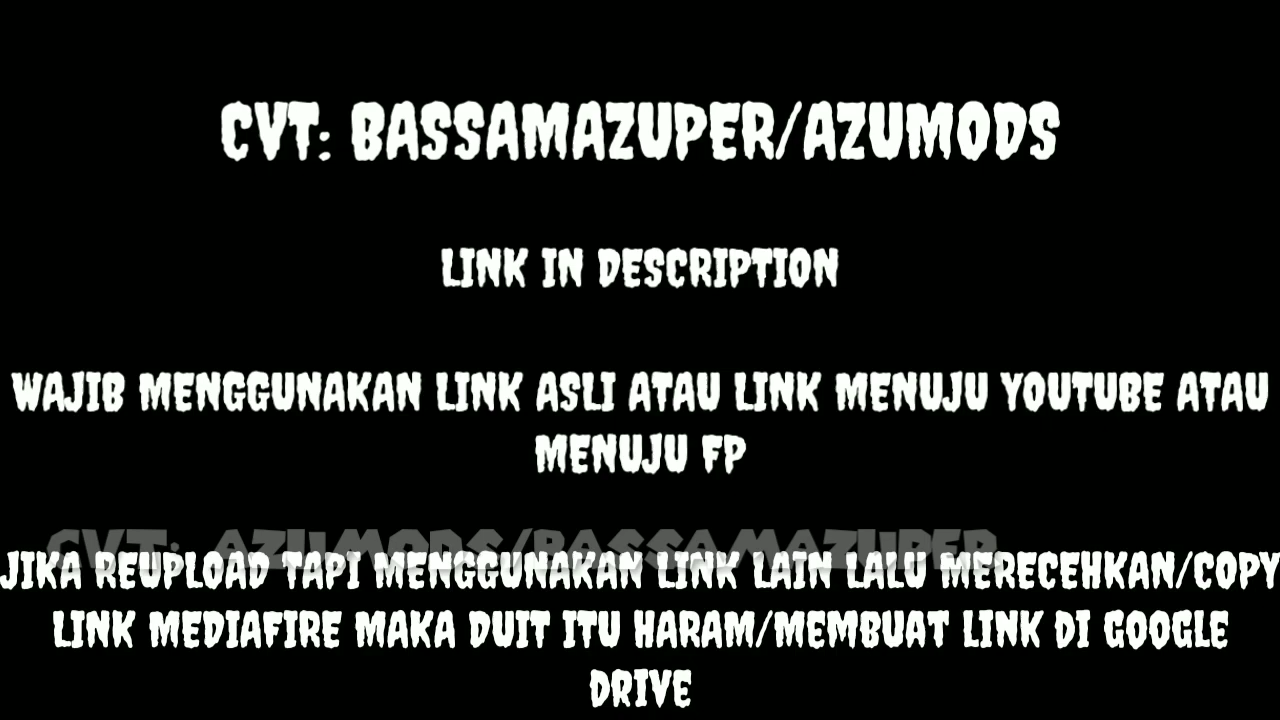 CVT: BASSAMAZUPER/AZUMODS
LINK IN DESCRIPTION
WAJIB MENGGUNAKAN LINK ASLI ATAU LINK MENUJU YOUTUBE ATAU
MENUJU FP
CVT: AZUMODS/BASSAMAZUPER
JIKA REUPLOAD TAPI MENGGUNAKAN LINK LAIN LALU MERECEHKAN/COPY
LINK MEDIAFIRE MAKA DUIT ITU HARAM/MEMBUAT LINK DI GOOGLE
DRIVE